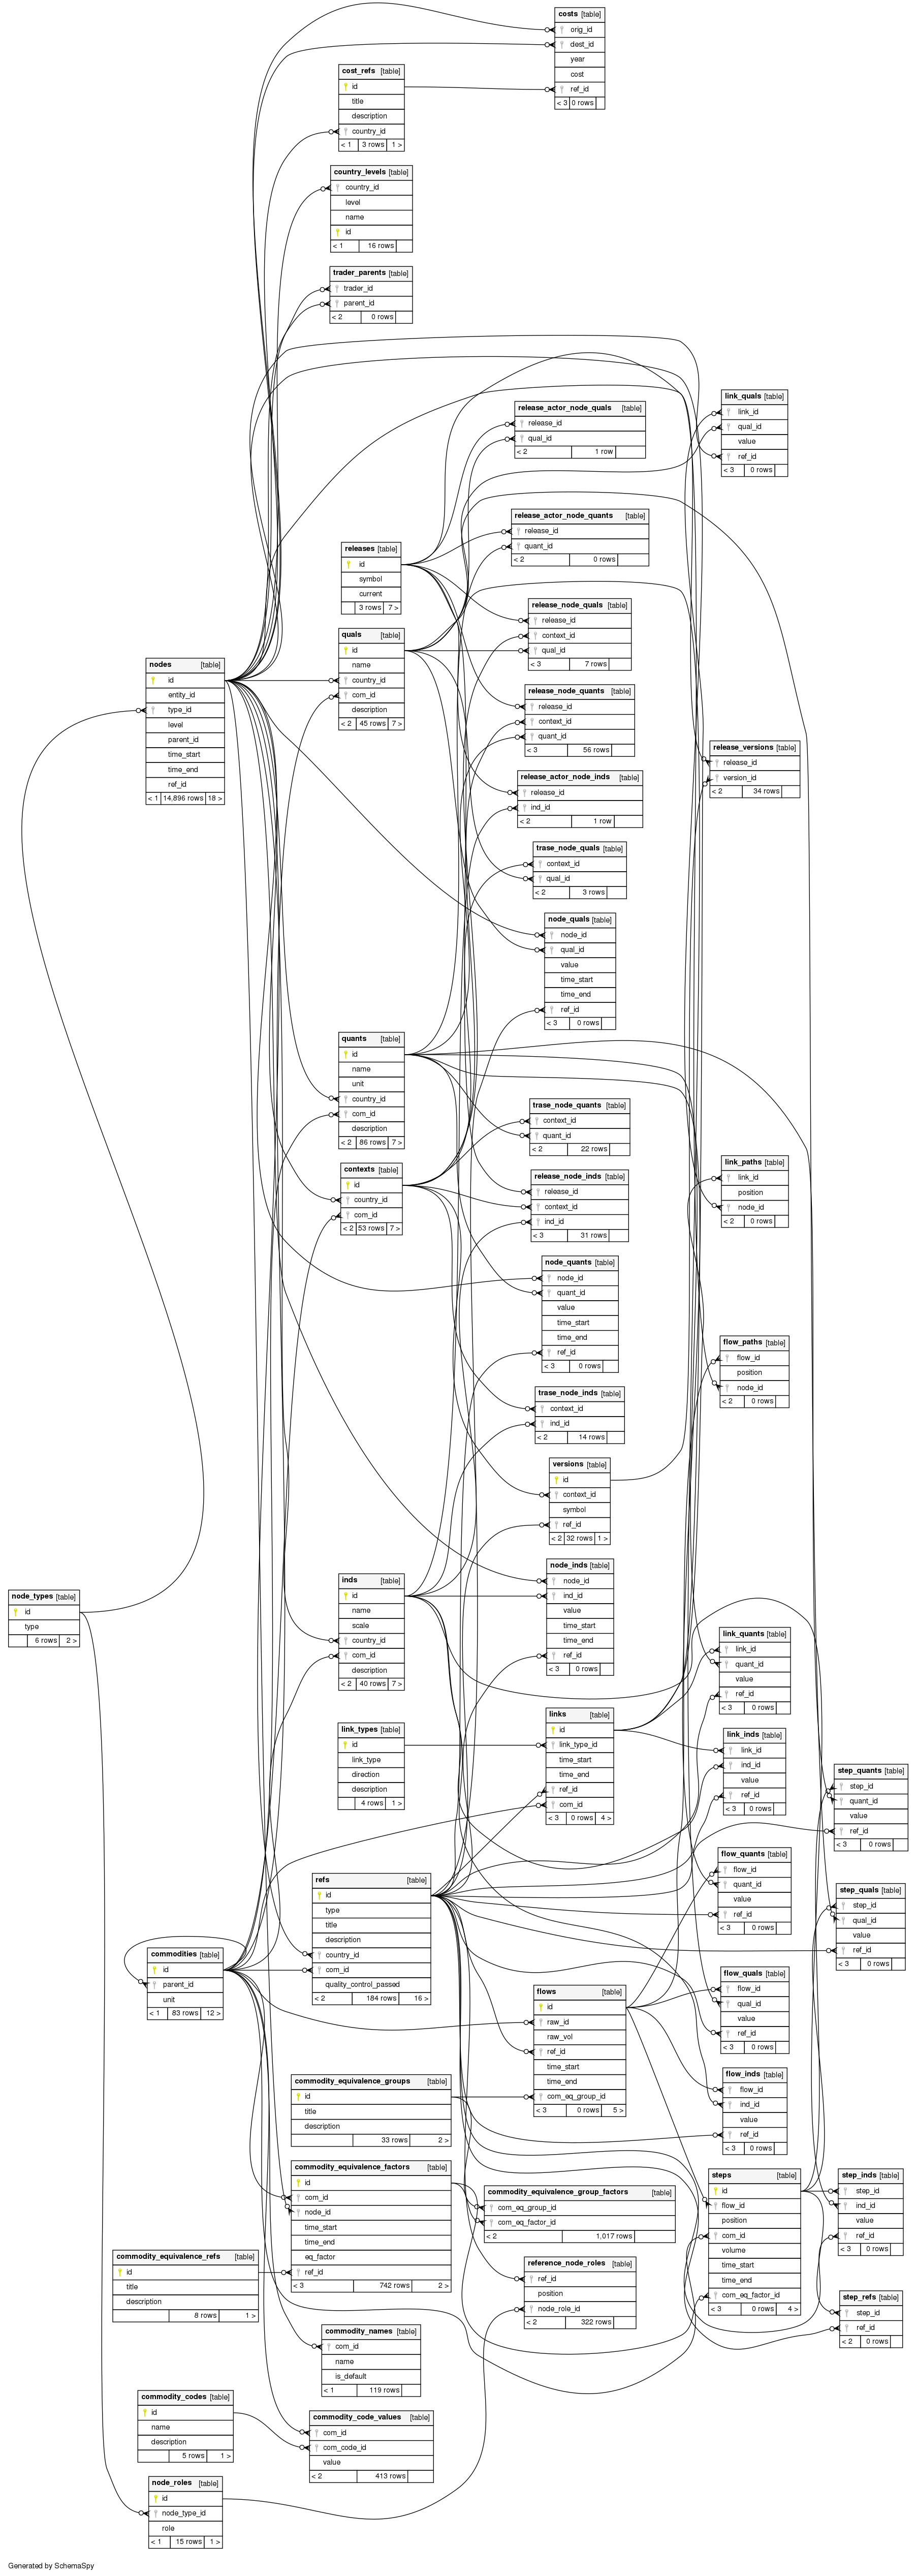 costs [table]
orig_id
dest_id
year
cost
ref_id
< 3 0 rows
cost_refs [table]
id
title
description
country_id
< 1 3 rows 1 >
country_levels [table]
country_id
level
name
id
< 1 16 rows
trader_parents [table]
trader_id
parent_id
< 2 0 rows
link_quals [table]
link_id
qual_id
value
ref_id
< 3 0 rows
release_actor_node_quals [table]
release_id
qual_id
< 2 1 row
release_actor_node_quants [table]
release_id
quant_id
< 2 0 rows
releases [table]
id
symbol
current
3 rows 7 >
release_node_quals [table]
release_id
context_id
qual_id
< 3 7 rows
quals [table]
id
name
country_id
com_id
description
< 2 45 rows 7 >
nodes [table]
id
entity_id
type_id
level
parent_id
time_start
time_end
ref_id
< 1 14,896 rows 18 >
release_node_quants [table]
release_id
context_id
quant_id
< 3 56 rows
release_versions [table]
release_id
version_id
< 2 34 rows
release_actor_node_inds [table]
release_id
ind_id
< 2 1 row
trase_node_quals [table]
context_id
qual_id
< 2 3 rows
node_quals [table]
node_id
qual_id
value
time_start
time_end
ref_id
< 3 0 rows
quants [table]
id
name
unit
country_id
com_id
description
< 2 86 rows 7 >
trase_node_quants [table]
context_id
quant_id
< 2 22 rows
contexts [table]
id
country_id
com_id
< 2 53 rows 7 >
link_paths [table]
link_id
position
node_id
< 2 0 rows
release_node_inds [table]
release_id
context_id
ind_id
< 3 31 rows
node_quants [table]
node_id
quant_id
value
time_start
time_end
ref_id
< 3 0 rows
flow_paths [table]
flow_id
position
node_id
< 2 0 rows
trase_node_inds [table]
context_id
ind_id
< 2 14 rows
versions [table]
id
context_id
symbol
ref_id
< 2 32 rows 1 >
node_inds [table]
node_id
ind_id
value
time_start
time_end
ref_id
< 3 0 rows
inds [table]
id
name
scale
country_id
com_id
description
< 2 40 rows 7 >
node_types [table]
id
type
6 rows 2 >
link_quants [table]
link_id
quant_id
value
ref_id
< 3 0 rows
links [table]
id
link_type_id
time_start
time_end
ref_id
com_id
< 3 0 rows 4 >
link_types [table]
id
link_type
direction
description
4 rows 1 >
link_inds [table]
link_id
ind_id
value
ref_id
< 3 0 rows
step_quants [table]
step_id
quant_id
value
ref_id
< 3 0 rows
flow_quants [table]
flow_id
quant_id
value
ref_id
< 3 0 rows
refs [table]
id
type
title
description
country_id
com_id
quality_control_passed
< 2 184 rows 16 >
step_quals [table]
step_id
qual_id
value
ref_id
< 3 0 rows
commodities [table]
id
parent_id
unit
< 1 83 rows 12 >
flow_quals [table]
flow_id
qual_id
value
ref_id
< 3 0 rows
flows [table]
id
raw_id
raw_vol
ref_id
time_start
time_end
com_eq_group_id
< 3 0 rows 5 >
flow_inds [table]
flow_id
ind_id
value
ref_id
< 3 0 rows
commodity_equivalence_groups [table]
id
title
description
33 rows 2 >
commodity_equivalence_factors [table]
id
com_id
node_id
time_start
time_end
eq_factor
ref_id
< 3 742 rows 2 >
steps [table]
id
flow_id
position
com_id
volume
time_start
time_end
com_eq_factor_id
< 3 0 rows 4 >
step_inds [table]
step_id
ind_id
value
ref_id
< 3 0 rows
commodity_equivalence_group_factors [table]
com_eq_group_id
com_eq_factor_id
< 2 1,017 rows
commodity_equivalence_refs [table]
id
title
description
8 rows 1 >
reference_node_roles [table]
ref_id
position
node_role_id
< 2 322 rows
step_refs [table]
step_id
ref_id
< 2 0 rows
commodity_names [table]
com_id
name
is_default
< 1 119 rows
commodity_codes [table]
id
name
description
5 rows 1 >
commodity_code_values [table]
com_id
com_code_id
value
< 2 413 rows
node_roles [table]
id
node_type_id
role
< 1 15 rows 1 >
Generated by SchemaSpy